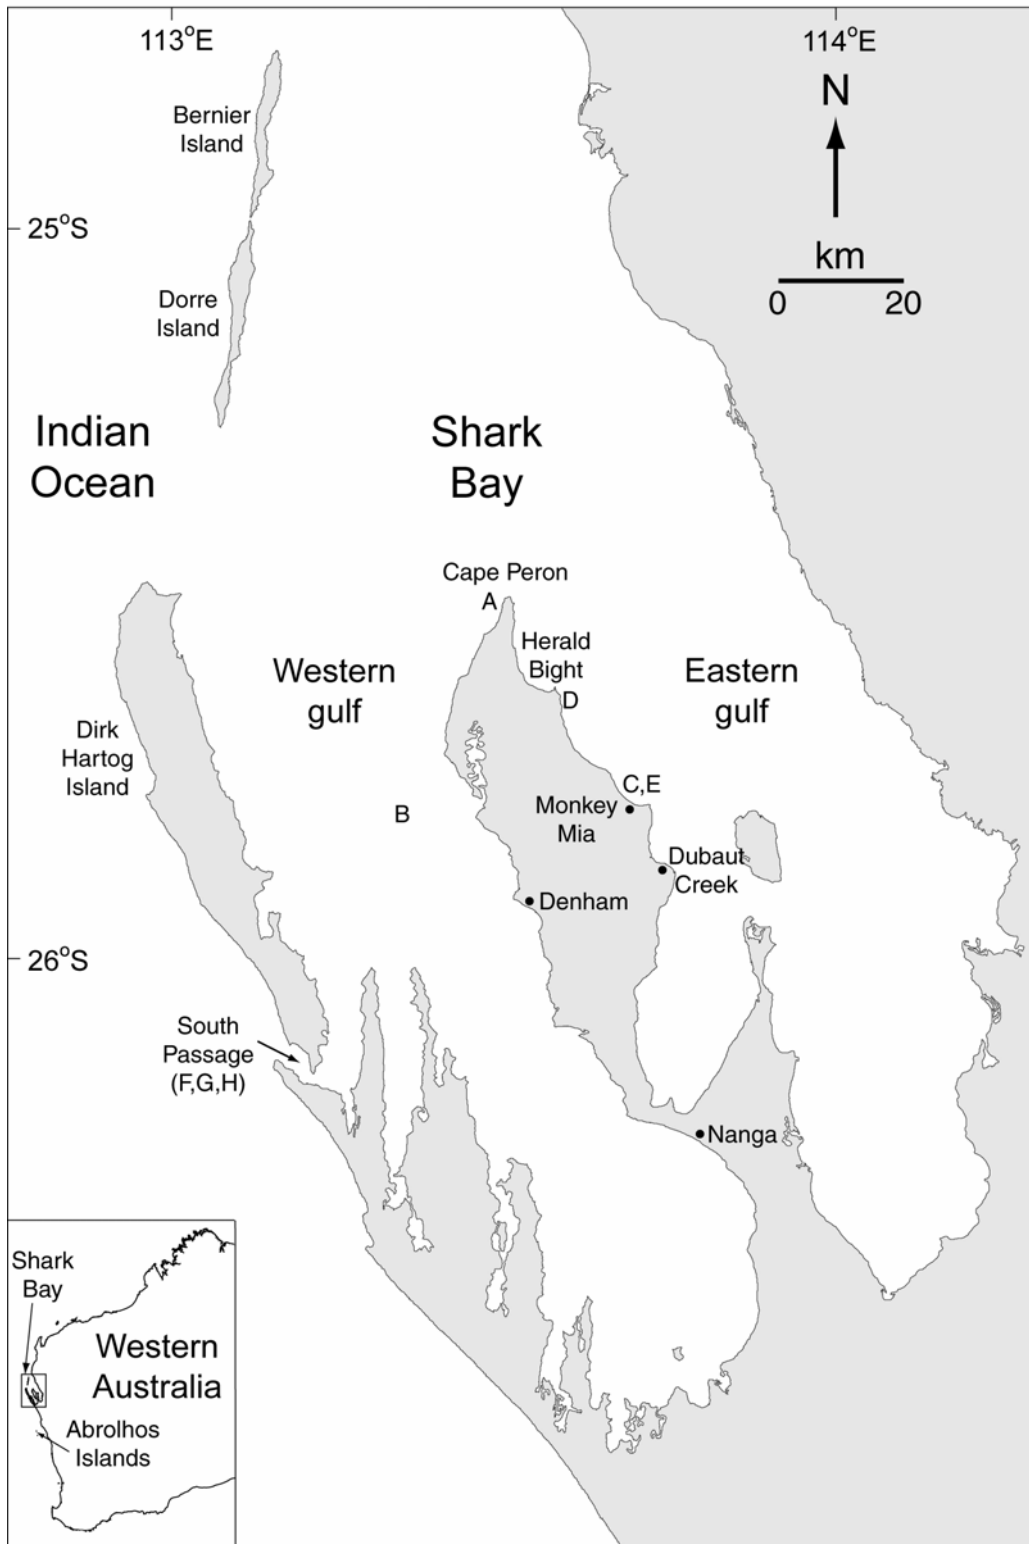 113°E
114°E
N
Bernier
Island
25°S
km
0 20
Dorre
Island
Indian
Ocean
Shark
Bay
Cape Peron
A
Herald
Bight
D
Western
gulf
Eastern
gulf
Dirk
Hartog
Island
B
C,E
Monkey
Mia
Dubaut
Creek
Denham
26°S
South
Passage
(F,G,H)
Nanga
Shark
Bay
Western
Australia
Abrolhos
Islands